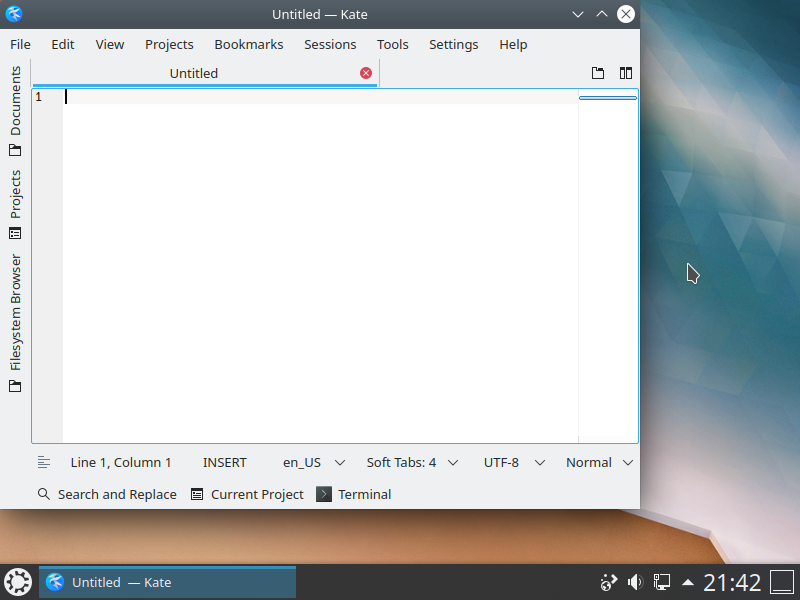 Untitled — Kate
File Edit View Projects Bookmarks Sessions Tools Settings Help
Untitled
Documents
Projects
Filesystem Browser
1
Line 1, Column 1 INSERT en_US Soft Tabs: 4 UTF-8 Normal
Search and Replace Current Project Terminal
Untitled — Kate
21:42